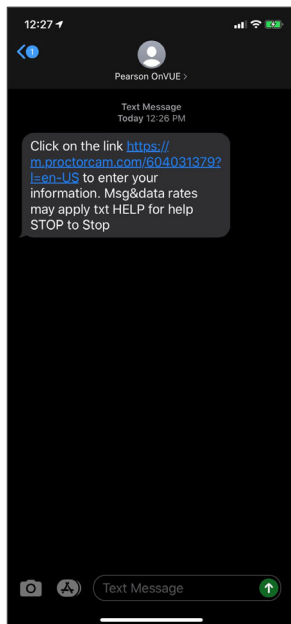 12:27
1
Pearson OnVUE >
Text Message
Today 12:26 PM
Click on the link https://
m.proctorcam.com/604031379?
l=en-US to enter your
information. Msg&data rates
may apply txt HELP for help
STOP to Stop
Text Message